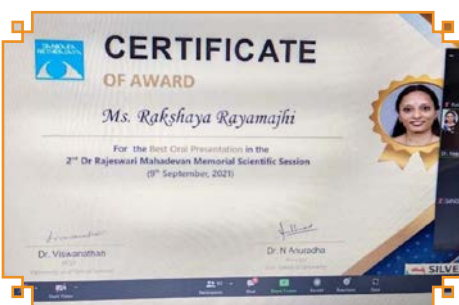 CERTIFICATE
OF AWARD
Ms. Rakshaya Rayamajhi
For the Best Oral Presentation in the
2nd Dr Rajeswari Mahadevan Memorial Scientific Session
(9th September, 2021)
Dr. Viswanathan
Dr. N Anuradha
SILVE